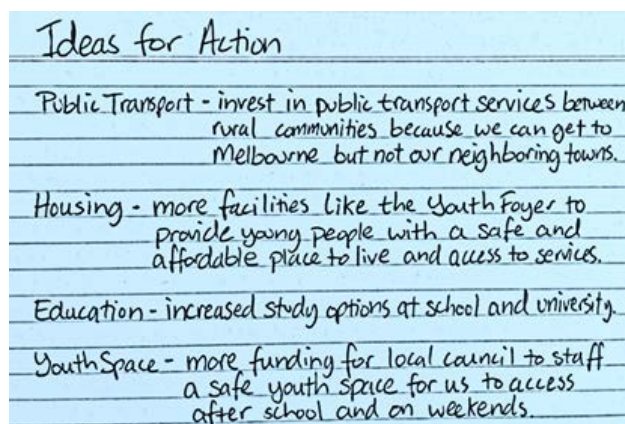 Ideas for Action
Public Transport - invest in public transport services between
rural communities because we can get to
Melbourne but not our neighboring towns.
Housing - more facilities like the Youth Foyer to
provide young people with a safe and
affordable place to live and access to services.
Education - increased study options at school and university.
Youth Space - more funding for local council to staff
a safe youth space for us to access
after school and on weekends.